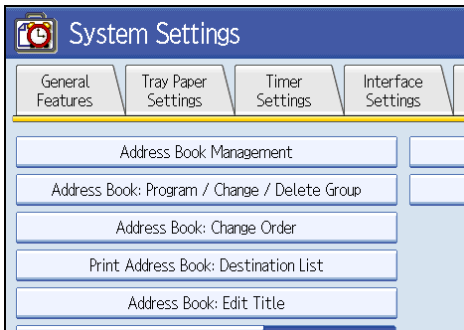 System Settings
General
Features
Tray Paper
Settings
Timer
Settings
Interface
Settings
Address Book Management
Address Book: Program / Change / Delete Group
Address Book: Change Order
Print Address Book: Destination List
Address Book: Edit Title